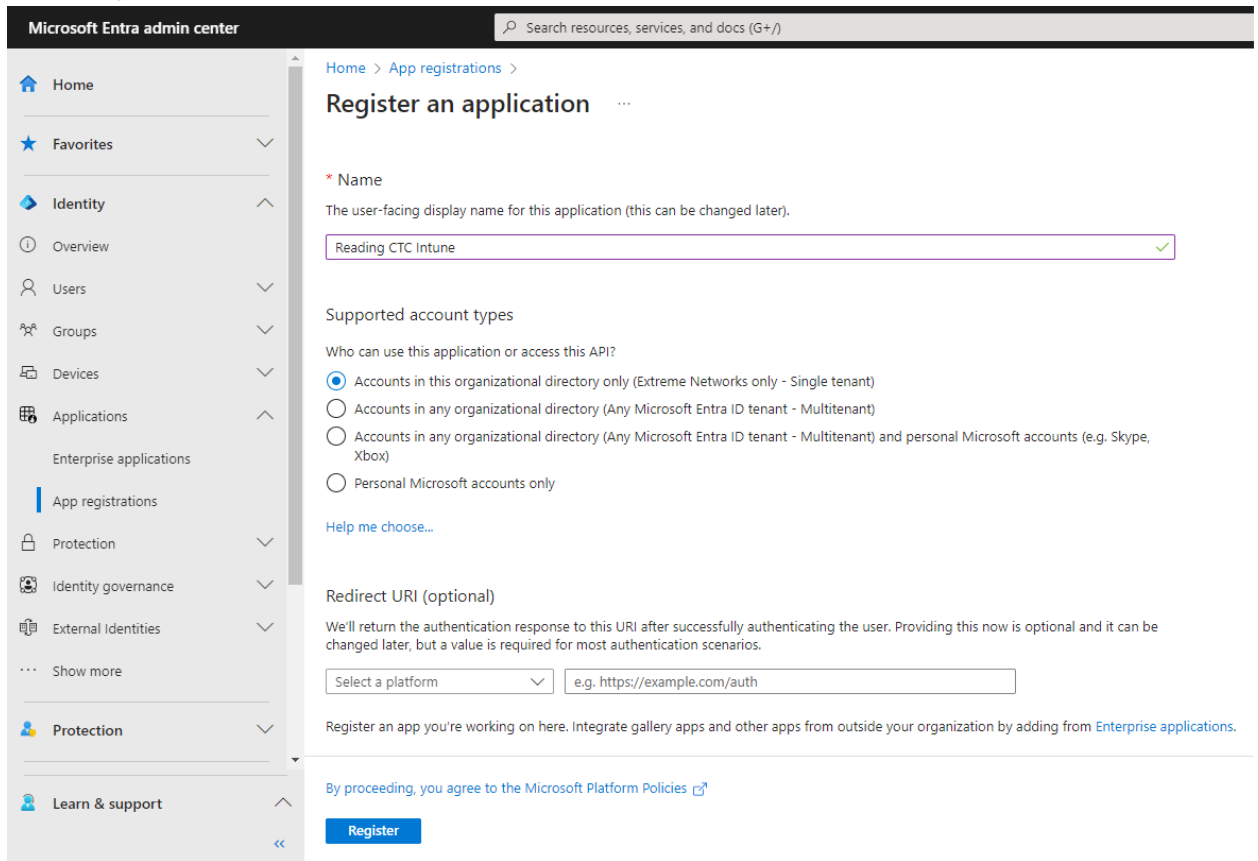 Microsoft Entra admin center
Search resources, services, and docs (G+/)
Home
Favorites
Identity
Overview
Users
Groups
Devices
Applications
Enterprise applications
App registrations
Protection
Identity governance
External Identities
Show more
Protection
Learn & support
«
Home > App registrations >
Register an application ...
* Name
The user-facing display name for this application (this can be changed later).
Reading CTC Intune
Supported account types
Who can use this application or access this API?
Accounts in this organizational directory only (Extreme Networks only - Single tenant)
Accounts in any organizational directory (Any Microsoft Entra ID tenant - Multitenant)
Accounts in any organizational directory (Any Microsoft Entra ID tenant - Multitenant) and personal Microsoft accounts (e.g. Skype,
Xbox)
Personal Microsoft accounts only
Help me choose...
Redirect URI (optional)
We'll return the authentication response to this URI after successfully authenticating the user. Providing this now is optional and it can be
changed later, but a value is required for most authentication scenarios.
Select a platform
e.g. https://example.com/auth
Register an app you're working on here. Integrate gallery apps and other apps from outside your organization by adding from Enterprise applications.
By proceeding, you agree to the Microsoft Platform Policies
Register